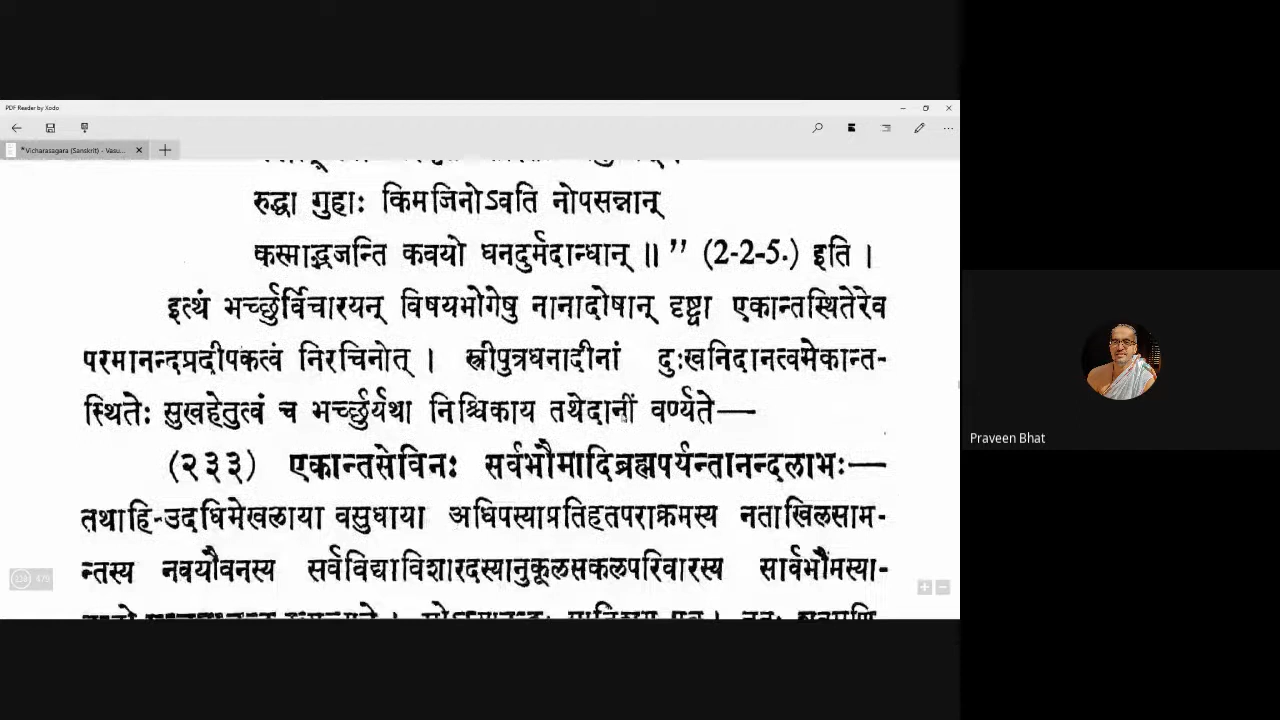 PDF Reader by Xodo
*Vicharasagara (Sanskrit) - Vasu...
रुद्धा गुहाः किमजिनोऽवति नोपसन्नान्
कस्माद्भजन्ति कवयो धनदुर्मदान्धान् ॥ ” (2-2-5.) इति ।
इत्थं भर्च्छुर्विचारयन् विषयभोगेषु नानादोषान् दृष्ट्वा एकान्तस्थितेरेव
परमानन्दप्रदीपकत्वं निरचिनोत् । स्त्रीपुत्रधनादीनां दुःखनिदानत्वमेकान्त-
स्थितेः सुखहेतुत्वं च भर्च्छुर्यथा निश्चिकाय तथेदानीं वर्ण्यते—
(२३३) एकान्तसेविनः सर्वभौमादिब्रह्मपर्यन्तानन्दलाभः—
तथाहि-उदधिमेखलाया वसुधाया अधिपस्याप्रतिहतपराक्रमस्य नताखिलसाम-
न्तस्य नवयौवनस्य सर्वविद्याविशारदस्यानुकूलसकलपरिवारस्य सार्वभौमस्या-
Praveen Bhat